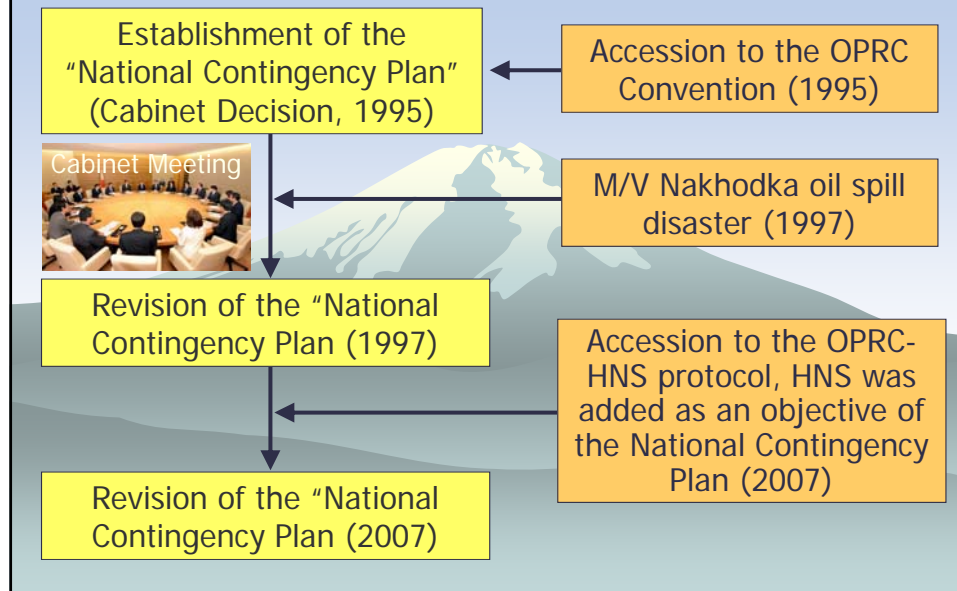 Establishment of the
"National Contingency Plan"
(Cabinet Decision, 1995)
Accession to the OPRC
Convention (1995)
Cabinet Meeting
M/V Nakhodka oil spill
disaster (1997)
Revision of the "National
Contingency Plan (1997)
Accession to the OPRC-
HNS protocol, HNS was
added as an objective of
the National Contingency
Plan (2007)
Revision of the "National
Contingency Plan (2007)